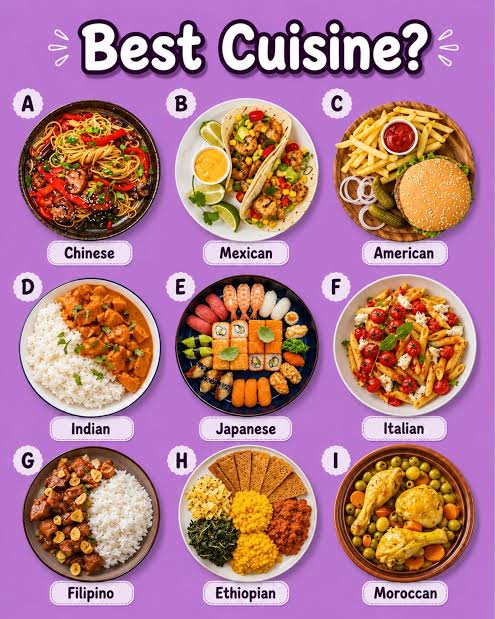 Best Cuisine?
A
B
C
Chinese
Mexican
American
D
E
F
Indian
Japanese
Italian
G
H
I
Filipino
Ethiopian
Moroccan